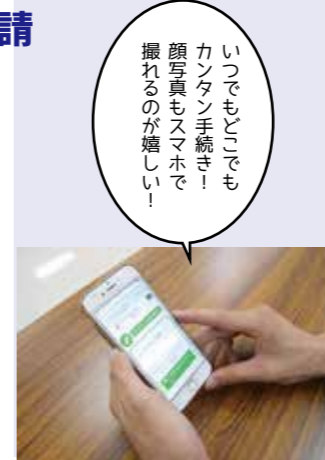 請
いつでもどこでも
カンタン手続き！
顔写真もスマホで
撮れるのが嬉しい！